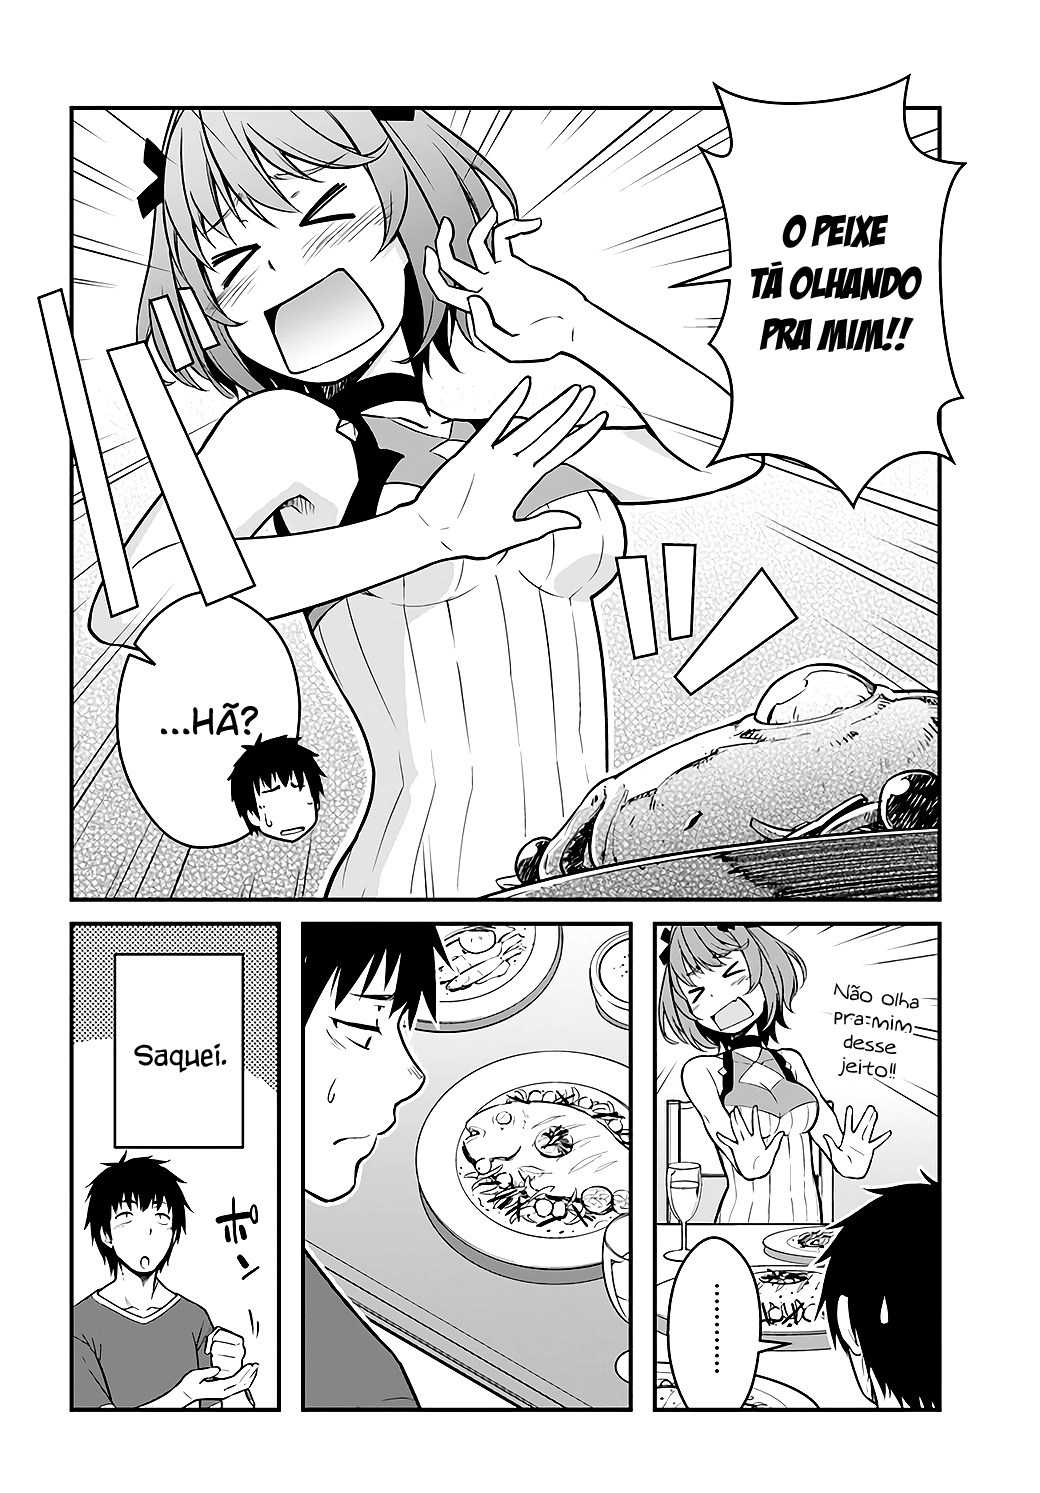 O PEIXE
TÁ OLHANDO
PRA MIM!!
...HÃ?
Não olha
pra mim
desse
jeito!!
...........
Saquei.
ポン